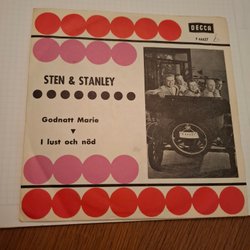 DECCA
STEN & STANLEY
Godnatt Marie
I lust och nöd